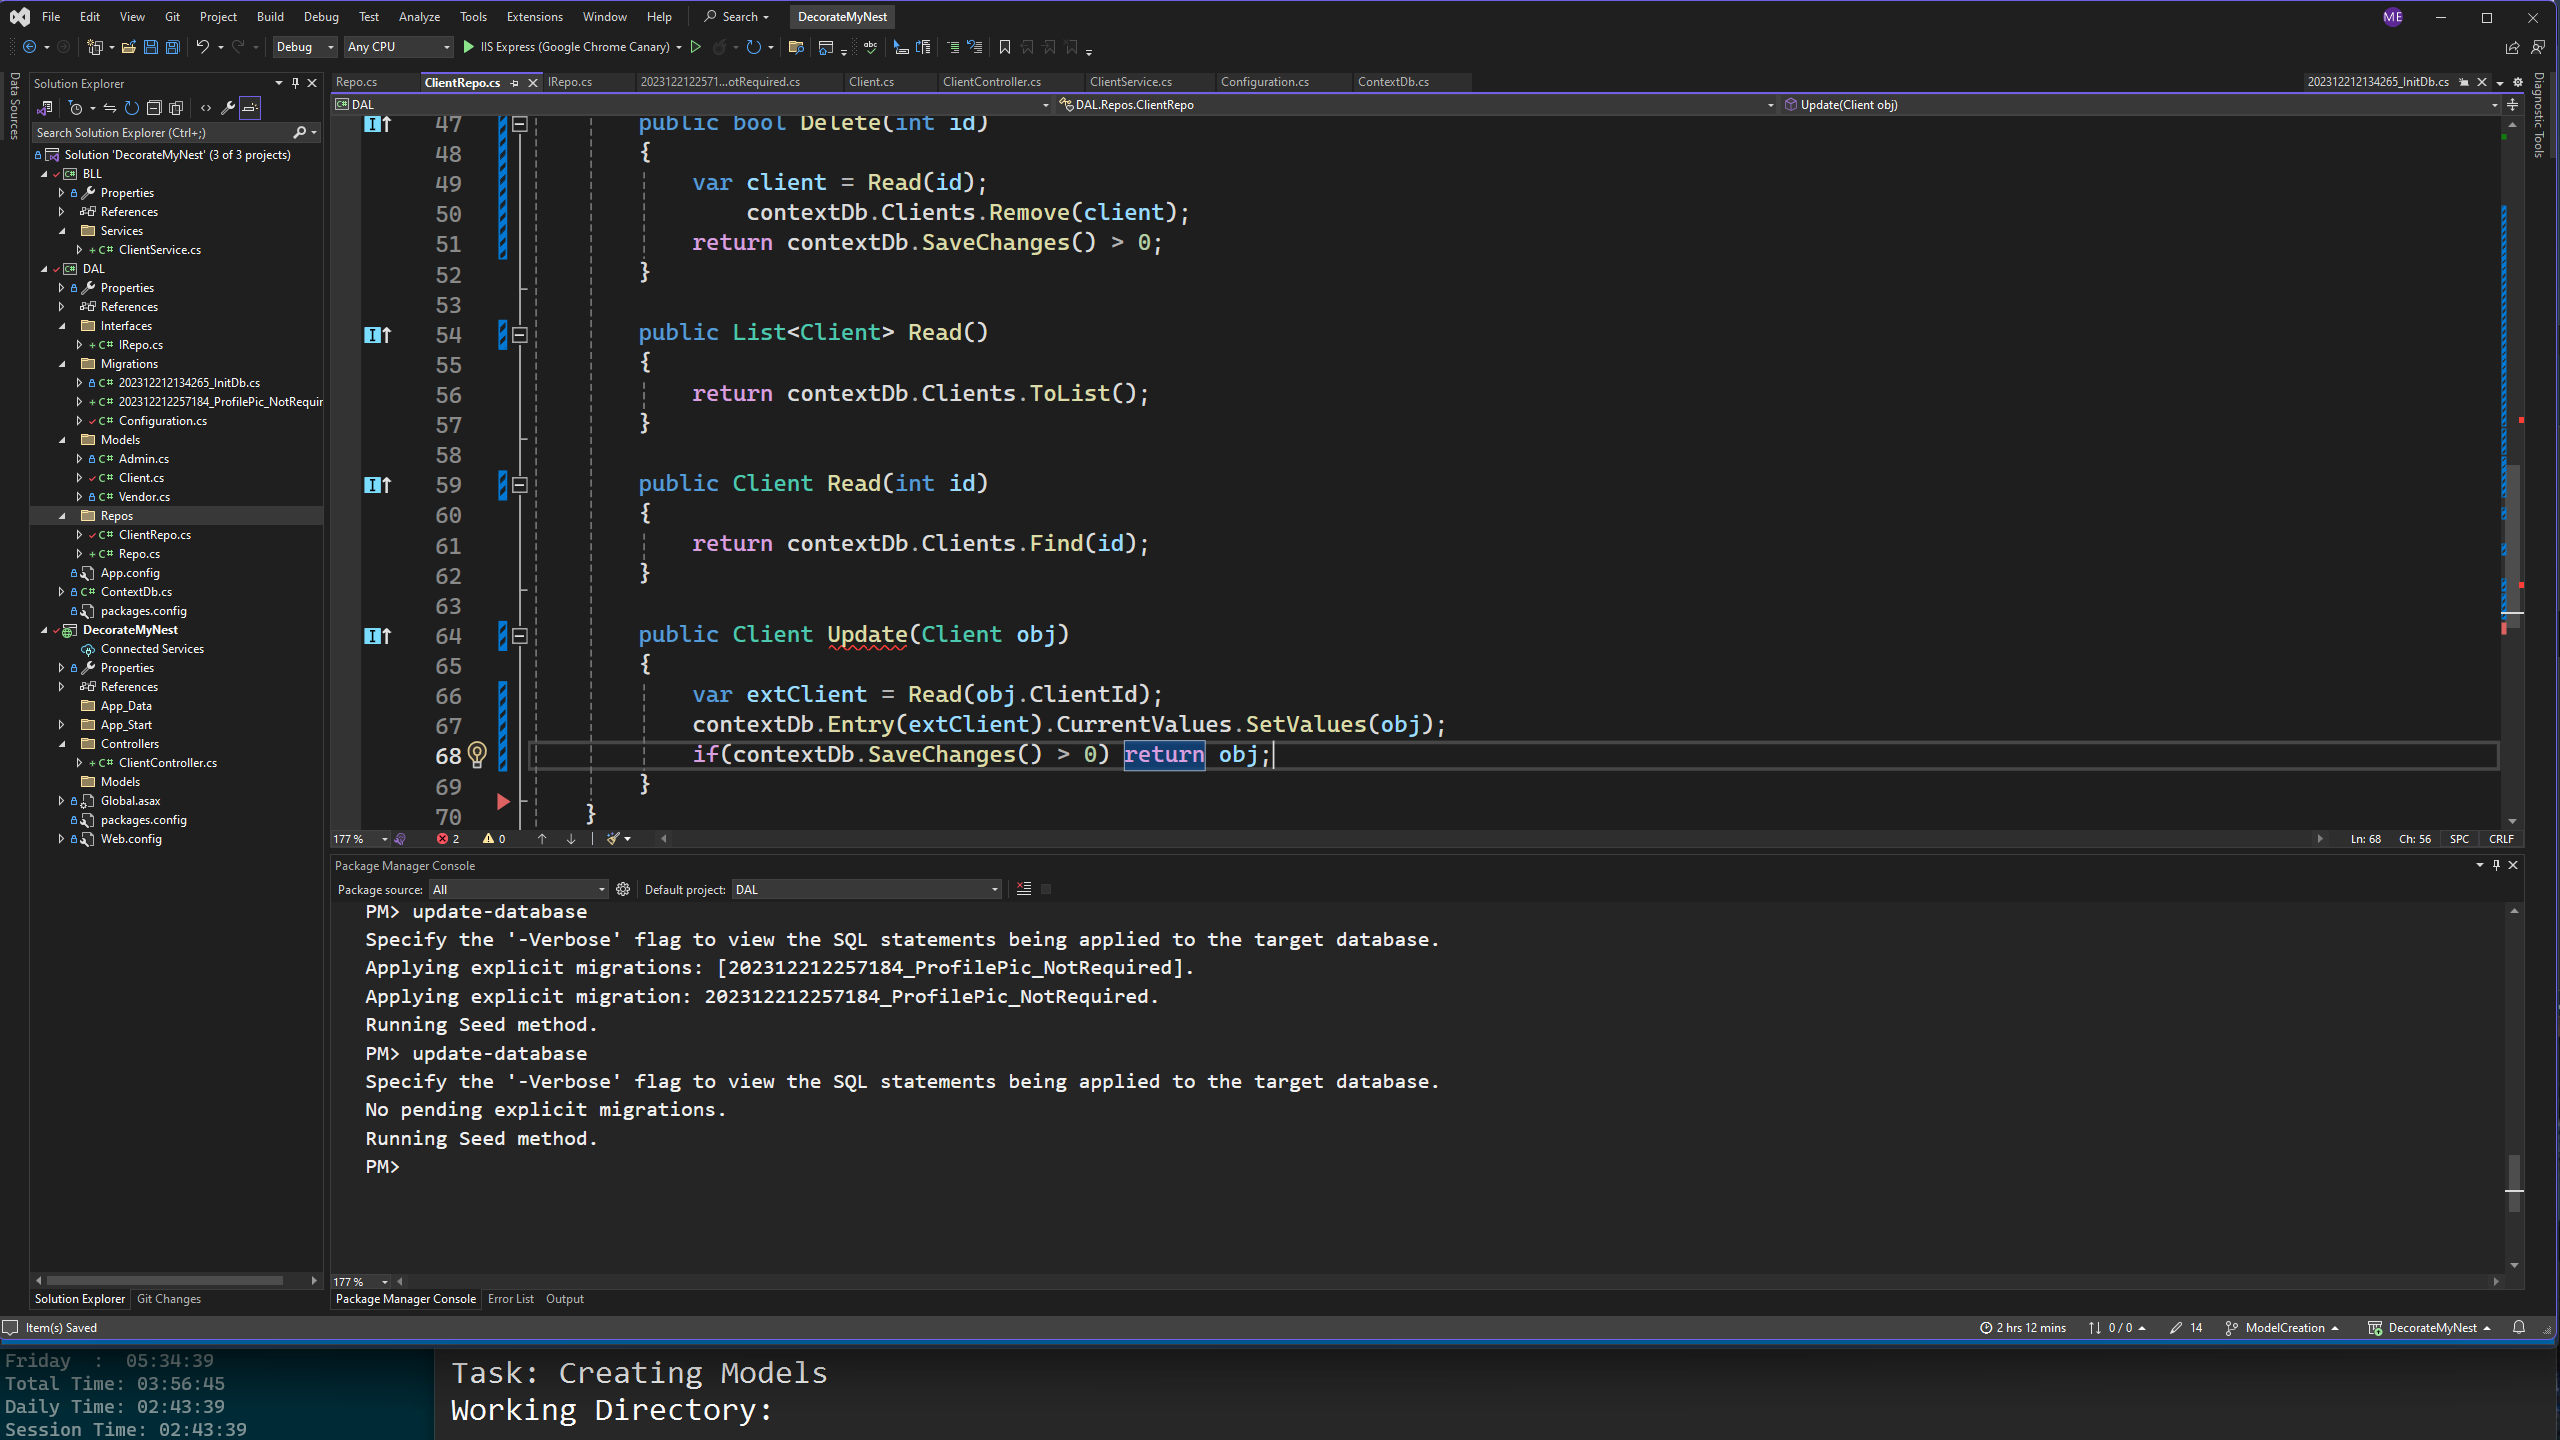 File Edit View Git Project Build Debug Test Analyze Tools Extensions Window Help Search DecorateMyNest ME
Debug Any CPU IIS Express (Google Chrome Canary)
Data Sources
Solution Explorer
Search Solution Explorer (Ctrl+;)
Solution 'DecorateMyNest' (3 of 3 projects)
BLL
Properties
References
Services
C# ClientService.cs
DAL
Properties
References
Interfaces
C# IRepo.cs
Migrations
C# 202312212134265_InitDb.cs
C# 202312212257184_ProfilePic_NotRequir
C# Configuration.cs
Models
C# Admin.cs
C# Client.cs
C# Vendor.cs
Repos
C# ClientRepo.cs
C# Repo.cs
App.config
C# ContextDb.cs
packages.config
DecorateMyNest
Connected Services
Properties
References
App_Data
App_Start
Controllers
C# ClientController.cs
Models
Global.asax
packages.config
Web.config
Solution Explorer Git Changes
Repo.cs ClientRepo.cs IRepo.cs 2023122122571...otRequired.cs Client.cs ClientController.cs ClientService.cs Configuration.cs ContextDb.cs 202312212134265_InitDb.cs
DAL DAL.Repos.ClientRepo Update(Client obj)
47 public bool Delete(int id)
48 {
49 var client = Read(id);
50 contextDb.Clients.Remove(client);
51 return contextDb.SaveChanges() > 0;
52 }
53
54 public List<Client> Read()
55 {
56 return contextDb.Clients.ToList();
57 }
58
59 public Client Read(int id)
60 {
61 return contextDb.Clients.Find(id);
62 }
63
64 public Client Update(Client obj)
65 {
66 var extClient = Read(obj.ClientId);
67 contextDb.Entry(extClient).CurrentValues.SetValues(obj);
68 if(contextDb.SaveChanges() > 0) return obj;
69 }
70 }
177 % 2 0 Ln: 68 Ch: 56 SPC CRLF
Diagnostic Tools
Package Manager Console
Package source: All Default project: DAL
PM> update-database
Specify the '-Verbose' flag to view the SQL statements being applied to the target database.
Applying explicit migrations: [202312212257184_ProfilePic_NotRequired].
Applying explicit migration: 202312212257184_ProfilePic_NotRequired.
Running Seed method.
PM> update-database
Specify the '-Verbose' flag to view the SQL statements being applied to the target database.
No pending explicit migrations.
Running Seed method.
PM>
177 %
Package Manager Console Error List Output
Item(s) Saved 2 hrs 12 mins 0 / 0 14 ModelCreation DecorateMyNest
Friday : 05:34:39
Total Time: 03:56:45
Daily Time: 02:43:39
Session Time: 02:43:39
Task: Creating Models
Working Directory: